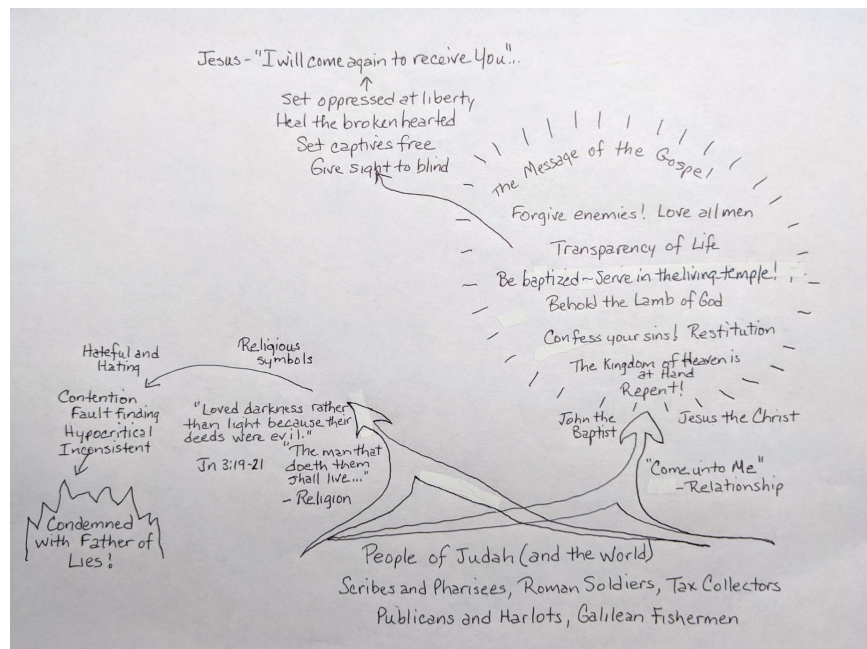 Jesus - "I will come again to receive You"...
Set oppressed at liberty
Heal the broken hearted
Set captives free
Give sight to blind
The Message of the Gospel
Forgive enemies! Love all men
Transparency of Life
Be baptized ~ Serve in the living temple!
Behold the Lamb of God
Confess your sins! Restitution
The Kingdom of Heaven is
at Hand
Repent!
John the
Baptist
Jesus the Christ
"Come unto Me"
- Relationship
Religious
symbols
Hateful and
Hating
Contention
Fault finding
Hypocritical
Inconsistent
"Loved darkness rather
than light because their
deeds were evil."
Jn 3:19-21
"The man that
doeth them
shall live..."
- Religion
Condemned
with Father of
Lies!
People of Judah (and the World)
Scribes and Pharisees, Roman Soldiers, Tax Collectors
Publicans and Harlots, Galilean Fishermen